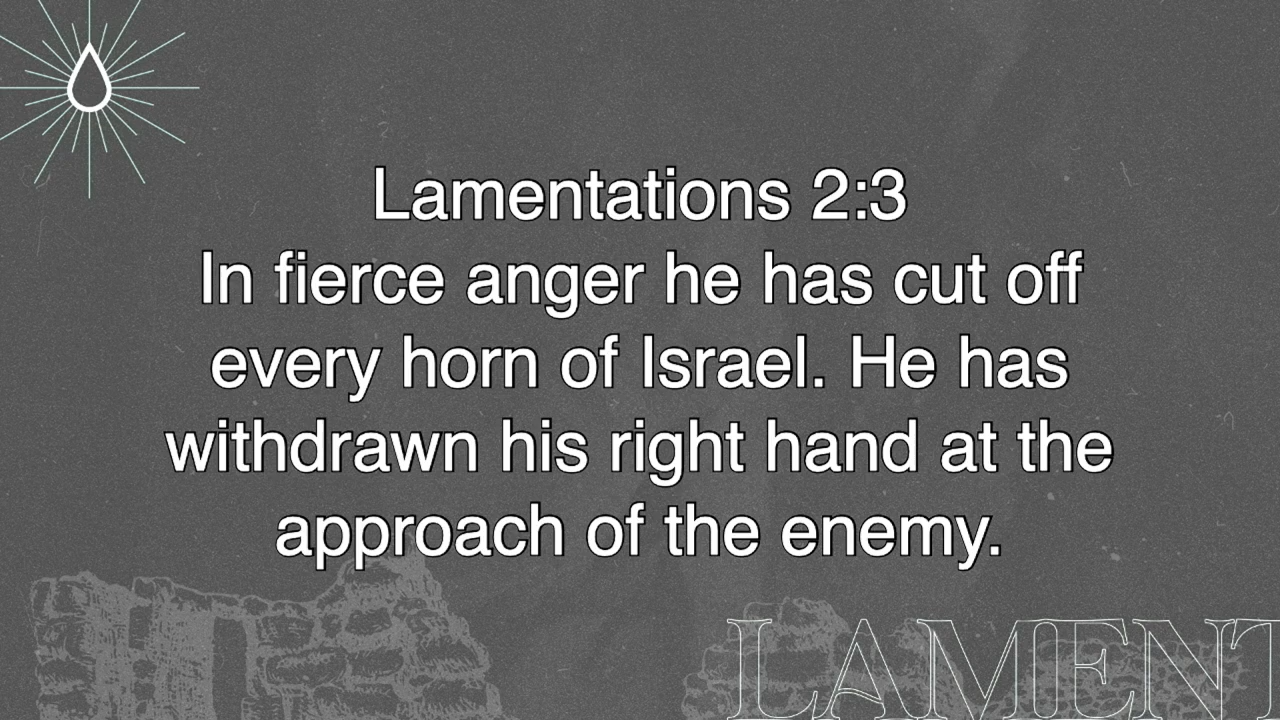 Lamentations 2:3
In fierce anger he has cut off
every horn of Israel. He has
withdrawn his right hand at the
approach of the enemy.
LAMENT